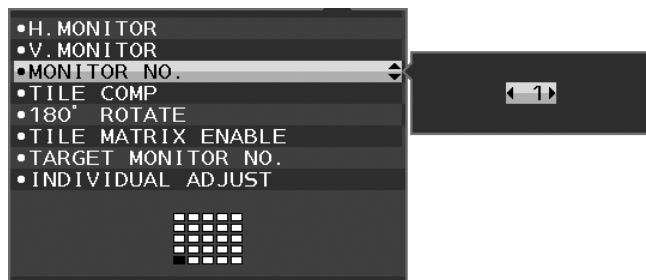 •H.MONITOR
•V.MONITOR
•MONITOR NO.
1
•TILE COMP
•180° ROTATE
•TILE MATRIX ENABLE
•TARGET MONITOR NO.
•INDIVIDUAL ADJUST